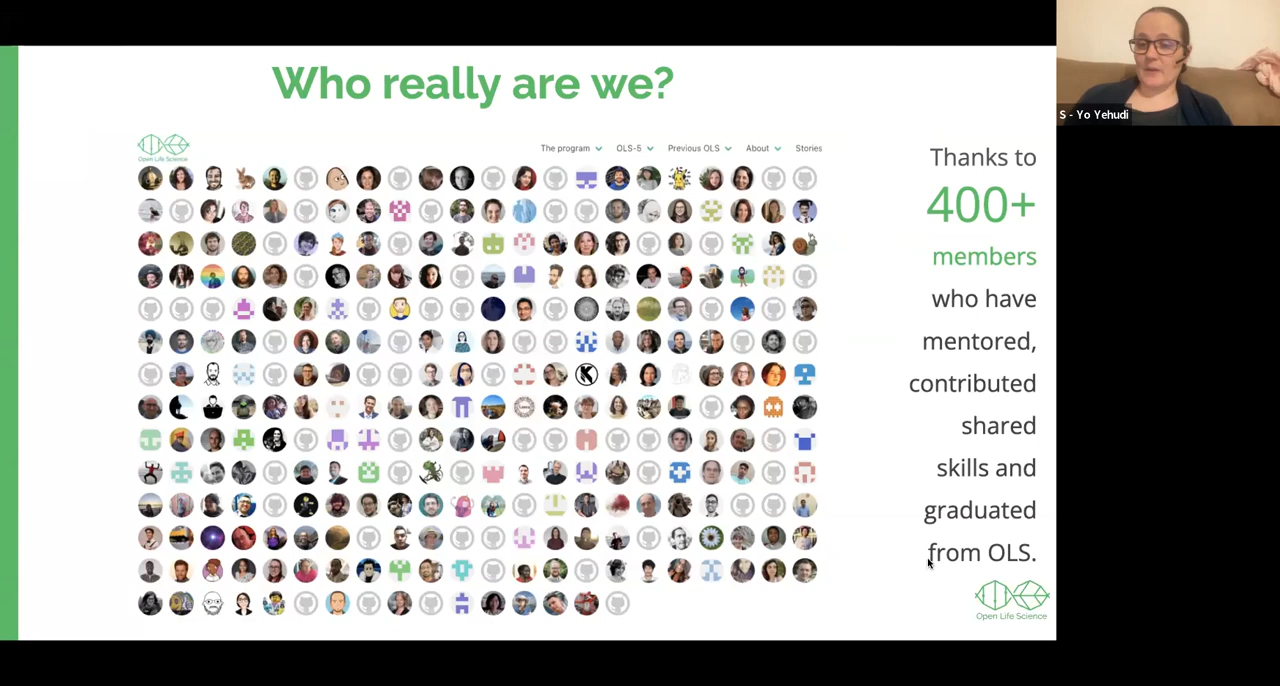 Who really are we?
Open Life Science
The program
OLS-5
Previous OLS
About
Stories
Thanks to
400+
members
who have
mentored,
contributed
shared
skills and
graduated
from OLS.
Open Life Science
S - Yo Yehudi